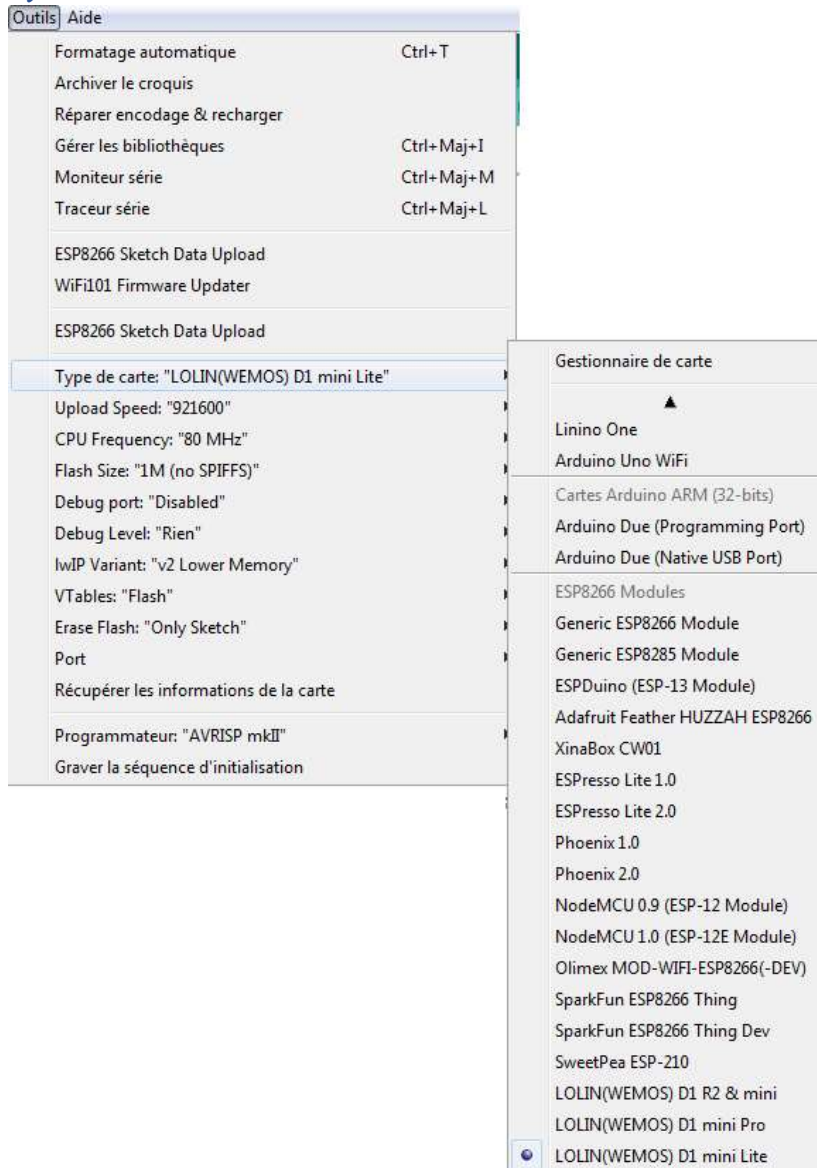 Outils Aide
Formatage automatique Ctrl+T
Archiver le croquis
Réparer encodage & recharger
Gérer les bibliothèques Ctrl+Maj+I
Moniteur série Ctrl+Maj+M
Traceur série Ctrl+Maj+L
ESP8266 Sketch Data Upload
WiFi101 Firmware Updater
ESP8266 Sketch Data Upload
Type de carte: "LOLIN(WEMOS) D1 mini Lite"
Upload Speed: "921600"
CPU Frequency: "80 MHz"
Flash Size: "1M (no SPIFFS)"
Debug port: "Disabled"
Debug Level: "Rien"
lwIP Variant: "v2 Lower Memory"
VTables: "Flash"
Erase Flash: "Only Sketch"
Port
Récupérer les informations de la carte
Programmateur: "AVRISP mkII"
Graver la séquence d'initialisation
Gestionnaire de carte
Linino One
Arduino Uno WiFi
Cartes Arduino ARM (32-bits)
Arduino Due (Programming Port)
Arduino Due (Native USB Port)
ESP8266 Modules
Generic ESP8266 Module
Generic ESP8285 Module
ESPDuino (ESP-13 Module)
Adafruit Feather HUZZAH ESP8266
XinaBox CW01
ESPresso Lite 1.0
ESPresso Lite 2.0
Phoenix 1.0
Phoenix 2.0
NodeMCU 0.9 (ESP-12 Module)
NodeMCU 1.0 (ESP-12E Module)
Olimex MOD-WIFI-ESP8266(-DEV)
SparkFun ESP8266 Thing
SparkFun ESP8266 Thing Dev
SweetPea ESP-210
LOLIN(WEMOS) D1 R2 & mini
LOLIN(WEMOS) D1 mini Pro
LOLIN(WEMOS) D1 mini Lite